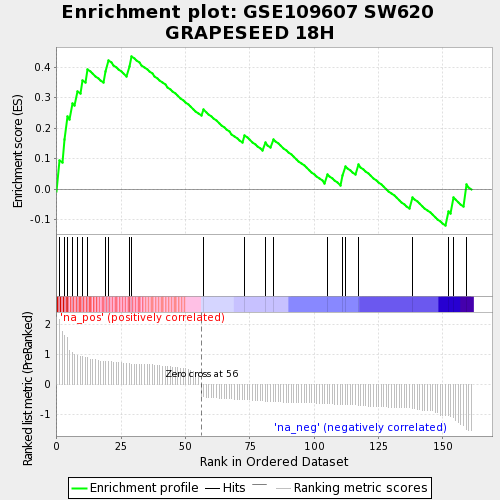 Enrichment plot: GSE109607 SW620
GRAPESEED 18H
Enrichment score (ES)
0.4
0.3
0.2
0.1
0.0
-0.1
'na_pos' (positively correlated)
Zero cross at 56
'na_neg' (negatively correlated)
Ranked list metric (PreRanked)
2
1
0
-1
0 25 50 75 100 125 150
Rank in Ordered Dataset
Enrichment profile Hits Ranking metric scores